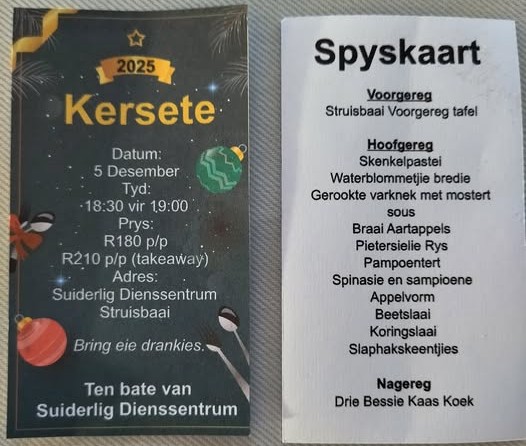 2025
Kersete
Datum:
5 Desember
Tyd:
18:30 vir 19:00
Prys:
R180 p/p
R210 p/p (takeaway)
Adres:
Suiderlig Dienssentrum
Struisbaai
Bring eie drankies.
Ten bate van
Suiderlig Dienssentrum
Spyskaart
Voorgereg
Struisbaai Voorgereg tafel
Hoofgereg
Skenkelpastei
Waterblommetjie bredie
Gerookte varknek met mostert
sous
Braai Aartappels
Pietersielie Rys
Pampoentert
Spinasie en sampioene
Appelvorm
Beetslaai
Koringslaai
Slaphakskeentjies
Nagereg
Drie Bessie Kaas Koek